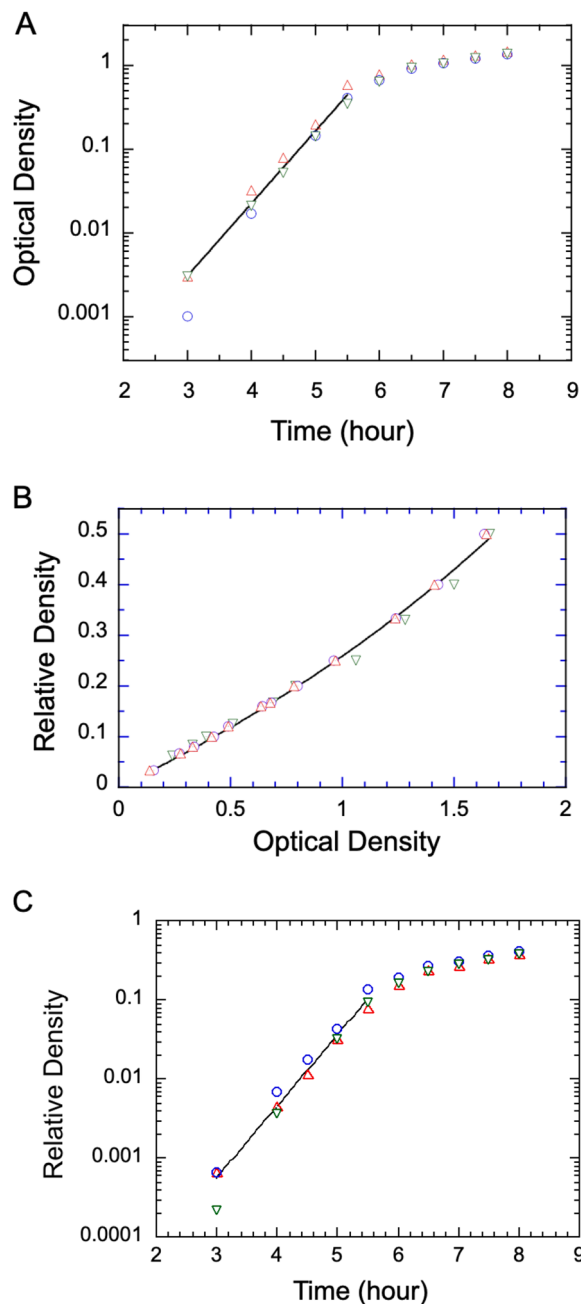 A
1
0.1
0.01
0.001
Optical Density
2 3 4 5 6 7 8 9
Time (hour)
B
0.5
0.4
0.3
0.2
0.1
0
Relative Density
0 0.5 1 1.5 2
Optical Density
C
1
0.1
0.01
0.001
0.0001
Relative Density
2 3 4 5 6 7 8 9
Time (hour)